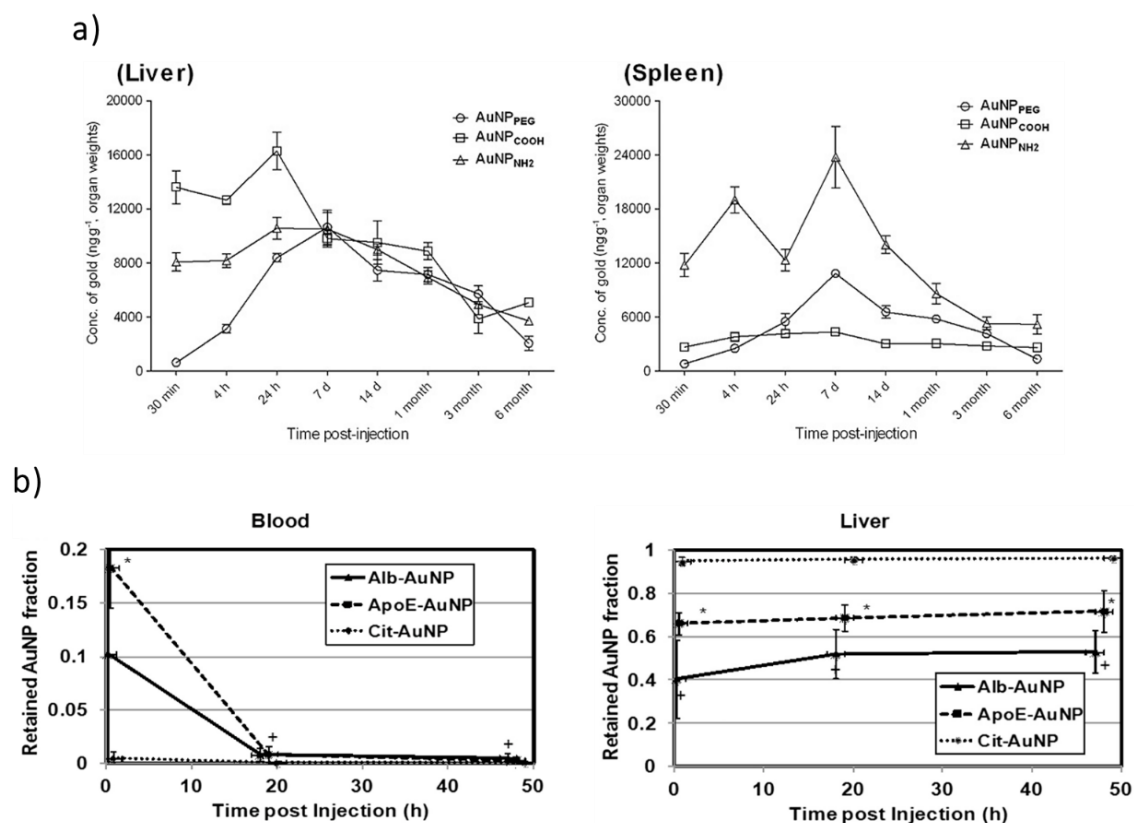 a)
(Liver)
Conc. of gold (ngg⁻¹, organ weights)
20000
16000
12000
8000
4000
0
AuNP_PEG
AuNP_COOH
AuNP_NH2
30 min
4 h
24 h
7 d
14 d
1 month
3 month
6 month
Time post-injection
(Spleen)
Conc. of gold (ngg⁻¹, organ weights)
30000
24000
18000
12000
6000
0
AuNP_PEG
AuNP_COOH
AuNP_NH2
30 min
4 h
24 h
7 d
14 d
1 month
3 month
6 month
Time post-injection
b)
Blood
Retained AuNP fraction
0.2
0.15
0.1
0.05
0
*
+
+
Alb-AuNP
ApoE-AuNP
Cit-AuNP
0 10 20 30 40 50
Time post Injection (h)
Liver
Retained AuNP fraction
1
0.8
0.6
0.4
0.2
0
*
*
*
+
+
+
Alb-AuNP
ApoE-AuNP
Cit-AuNP
0 10 20 30 40 50
Time post Injection (h)